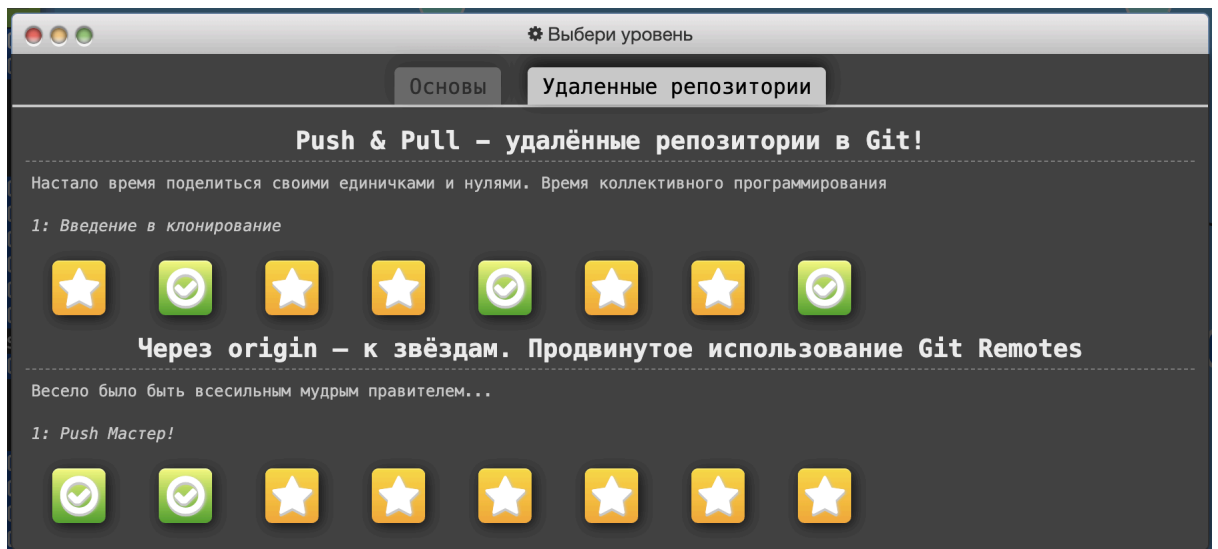 Выбери уровень
Основы
Удаленные репозитории
Push & Pull – удалённые репозитории в Git!
Настало время поделиться своими единичками и нулями. Время коллективного программирования
1: Введение в клонирование
Через origin – к звёздам. Продвинутое использование Git Remotes
Весело было быть всесильным мудрым правителем...
1: Push Мастер!